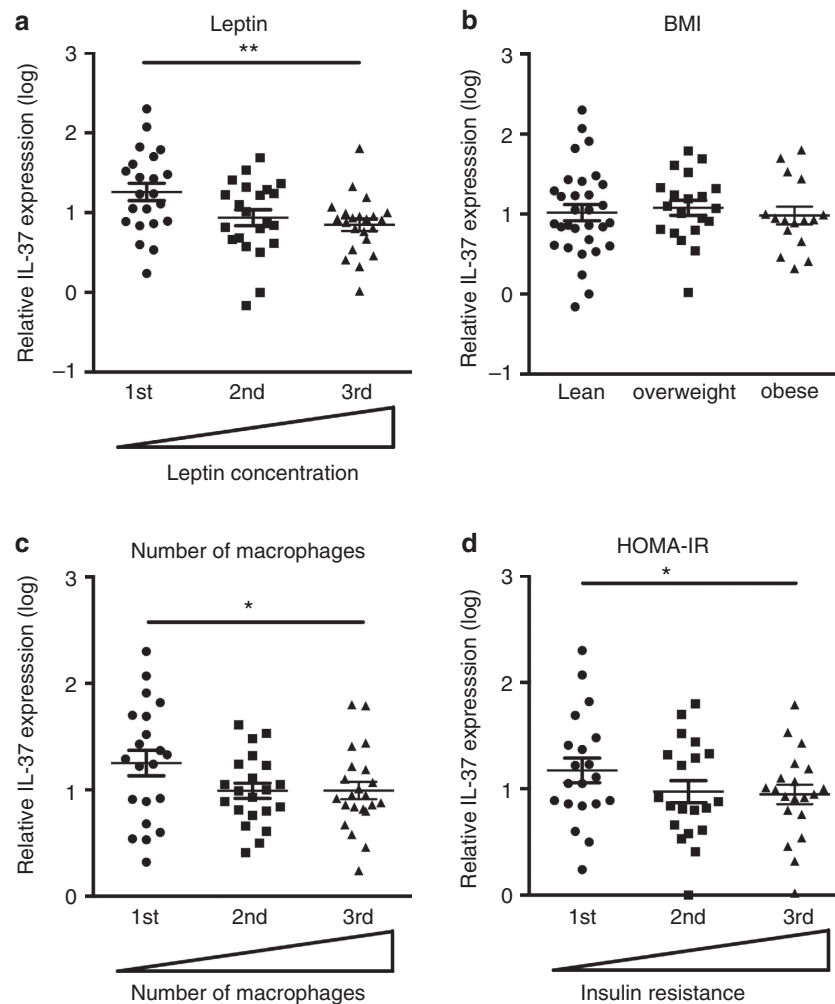 a
Leptin
**
Relative IL-37 expresssion (log)
3
2
1
0
−1
1st 2nd 3rd
Leptin concentration
b
BMI
Relative IL-37 expresssion (log)
3
2
1
0
−1
Lean overweight obese
c
Number of macrophages
*
Relative IL-37 expresssion (log)
3
2
1
0
1st 2nd 3rd
Number of macrophages
d
HOMA-IR
*
Relative IL-37 expresssion (log)
3
2
1
0
1st 2nd 3rd
Insulin resistance